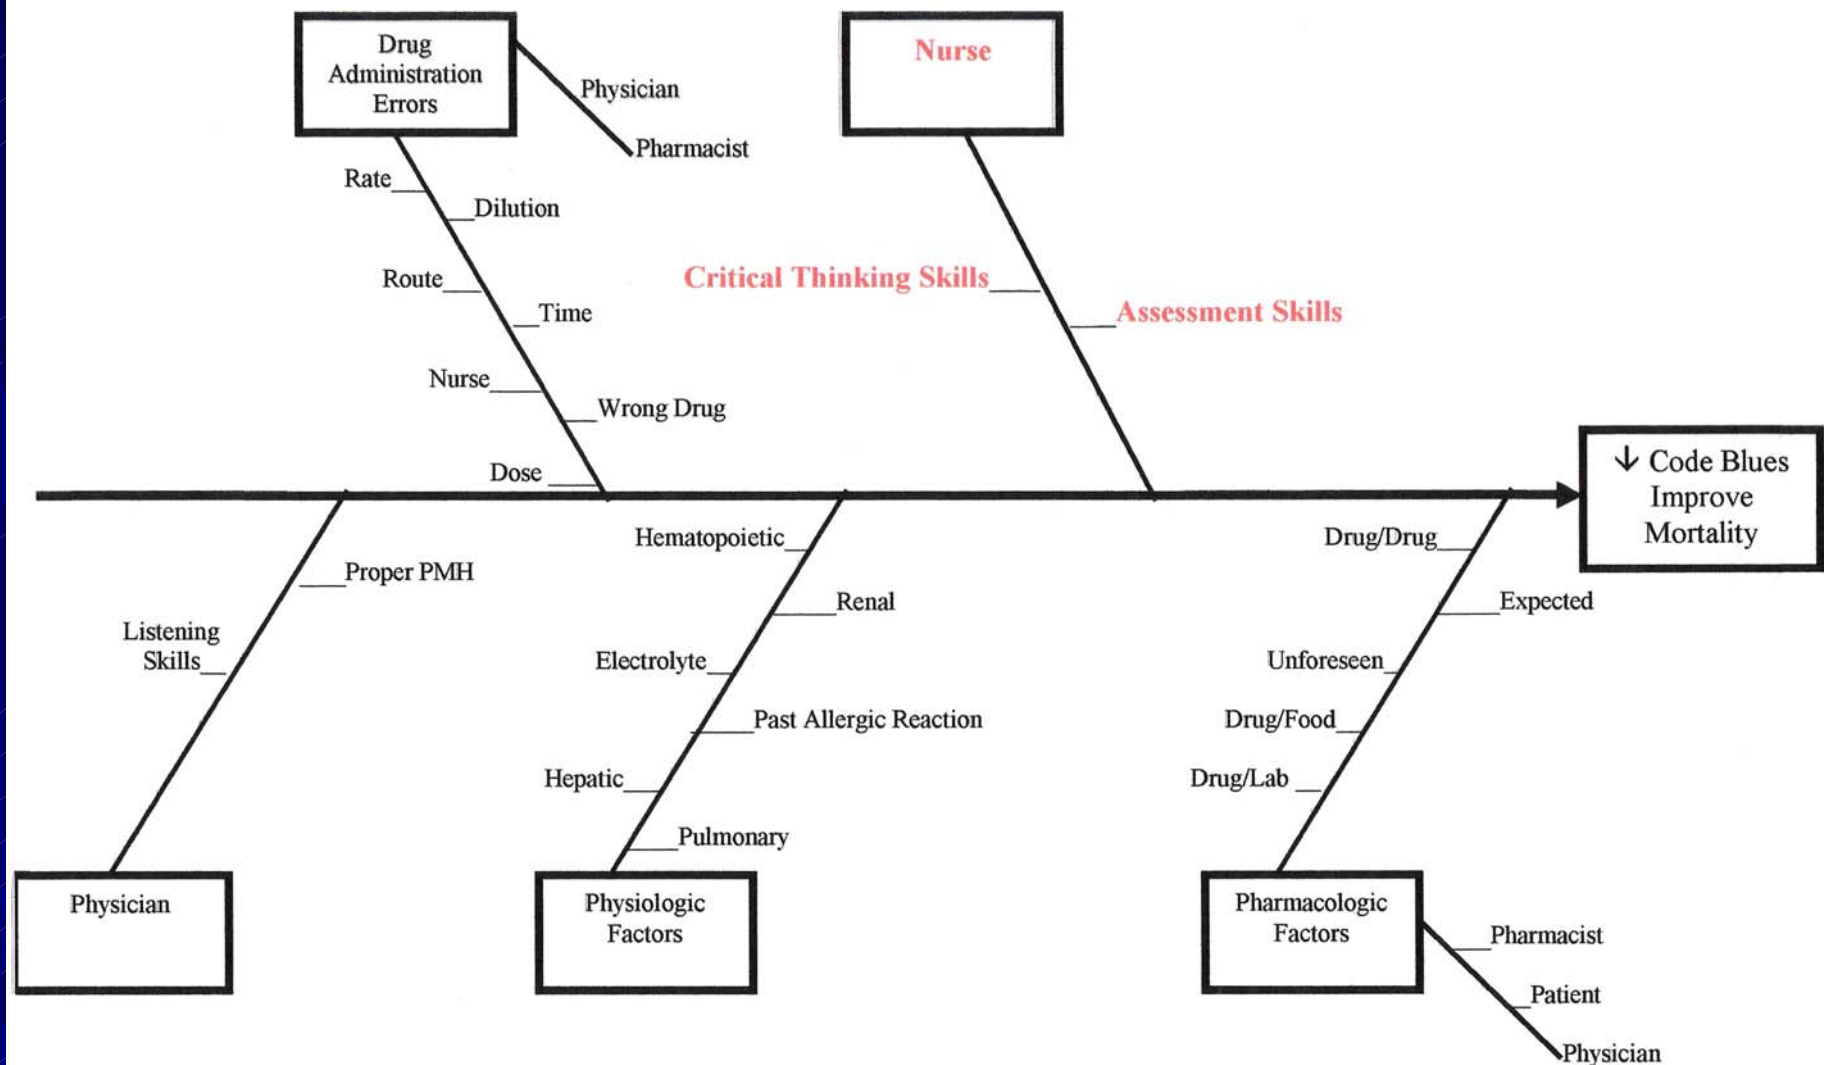 Drug
Administration
Errors
Physician
Pharmacist
Nurse
Rate
Dilution
Route
Time
Nurse
Wrong Drug
Dose
Critical Thinking Skills
Assessment Skills
↓ Code Blues
Improve
Mortality
Proper PMH
Listening
Skills
Physician
Hematopoietic
Renal
Electrolyte
Past Allergic Reaction
Hepatic
Pulmonary
Physiologic
Factors
Drug/Drug
Expected
Unforeseen
Drug/Food
Drug/Lab
Pharmacologic
Factors
Pharmacist
Patient
Physician